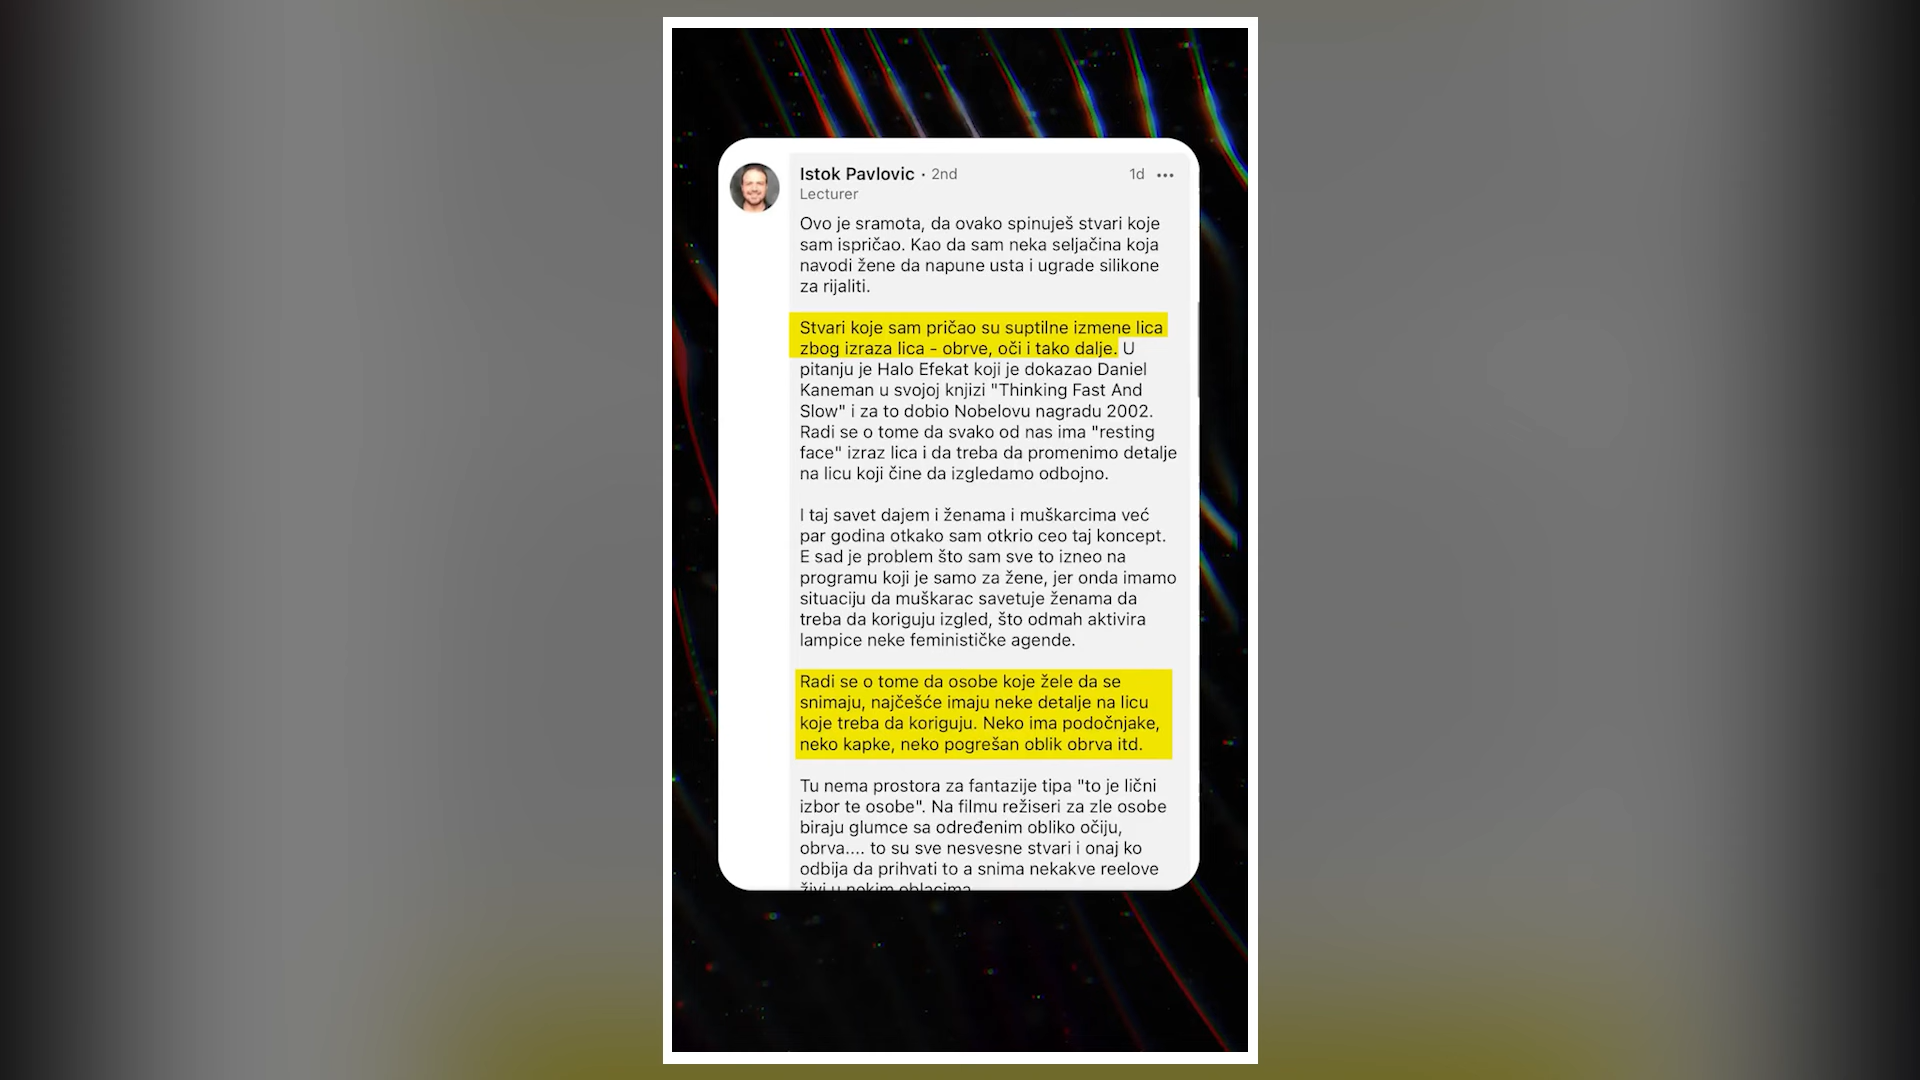 Istok Pavlovic • 2nd
1d •••
Lecturer
Ovo je sramota, da ovako spinuješ stvari koje
sam ispričao. Kao da sam neka seljačina koja
navodi žene da napune usta i ugrade silikone
za rijaliti.
Stvari koje sam pričao su suptilne izmene lica
zbog izraza lica - obrve, oči i tako dalje. U
pitanju je Halo Efekat koji je dokazao Daniel
Kaneman u svojoj knjizi "Thinking Fast And
Slow" i za to dobio Nobelovu nagradu 2002.
Radi se o tome da svako od nas ima "resting
face" izraz lica i da treba da promenimo detalje
na licu koji čine da izgledamo odbojno.
I taj savet dajem i ženama i muškarcima već
par godina otkako sam otkrio ceo taj koncept.
E sad je problem što sam sve to izneo na
programu koji je samo za žene, jer onda imamo
situaciju da muškarac savetuje ženama da
treba da koriguju izgled, što odmah aktivira
lampice neke feminističke agende.
Radi se o tome da osobe koje žele da se
snimaju, najčešće imaju neke detalje na licu
koje treba da koriguju. Neko ima podočnjake,
neko kapke, neko pogrešan oblik obrva itd.
Tu nema prostora za fantazije tipa "to je lični
izbor te osobe". Na filmu režiseri za zle osobe
biraju glumce sa određenim obliko očiju,
obrva.... to su sve nesvesne stvari i onaj ko
odbija da prihvati to a snima nekakve reelove
živi u nekim oblacima